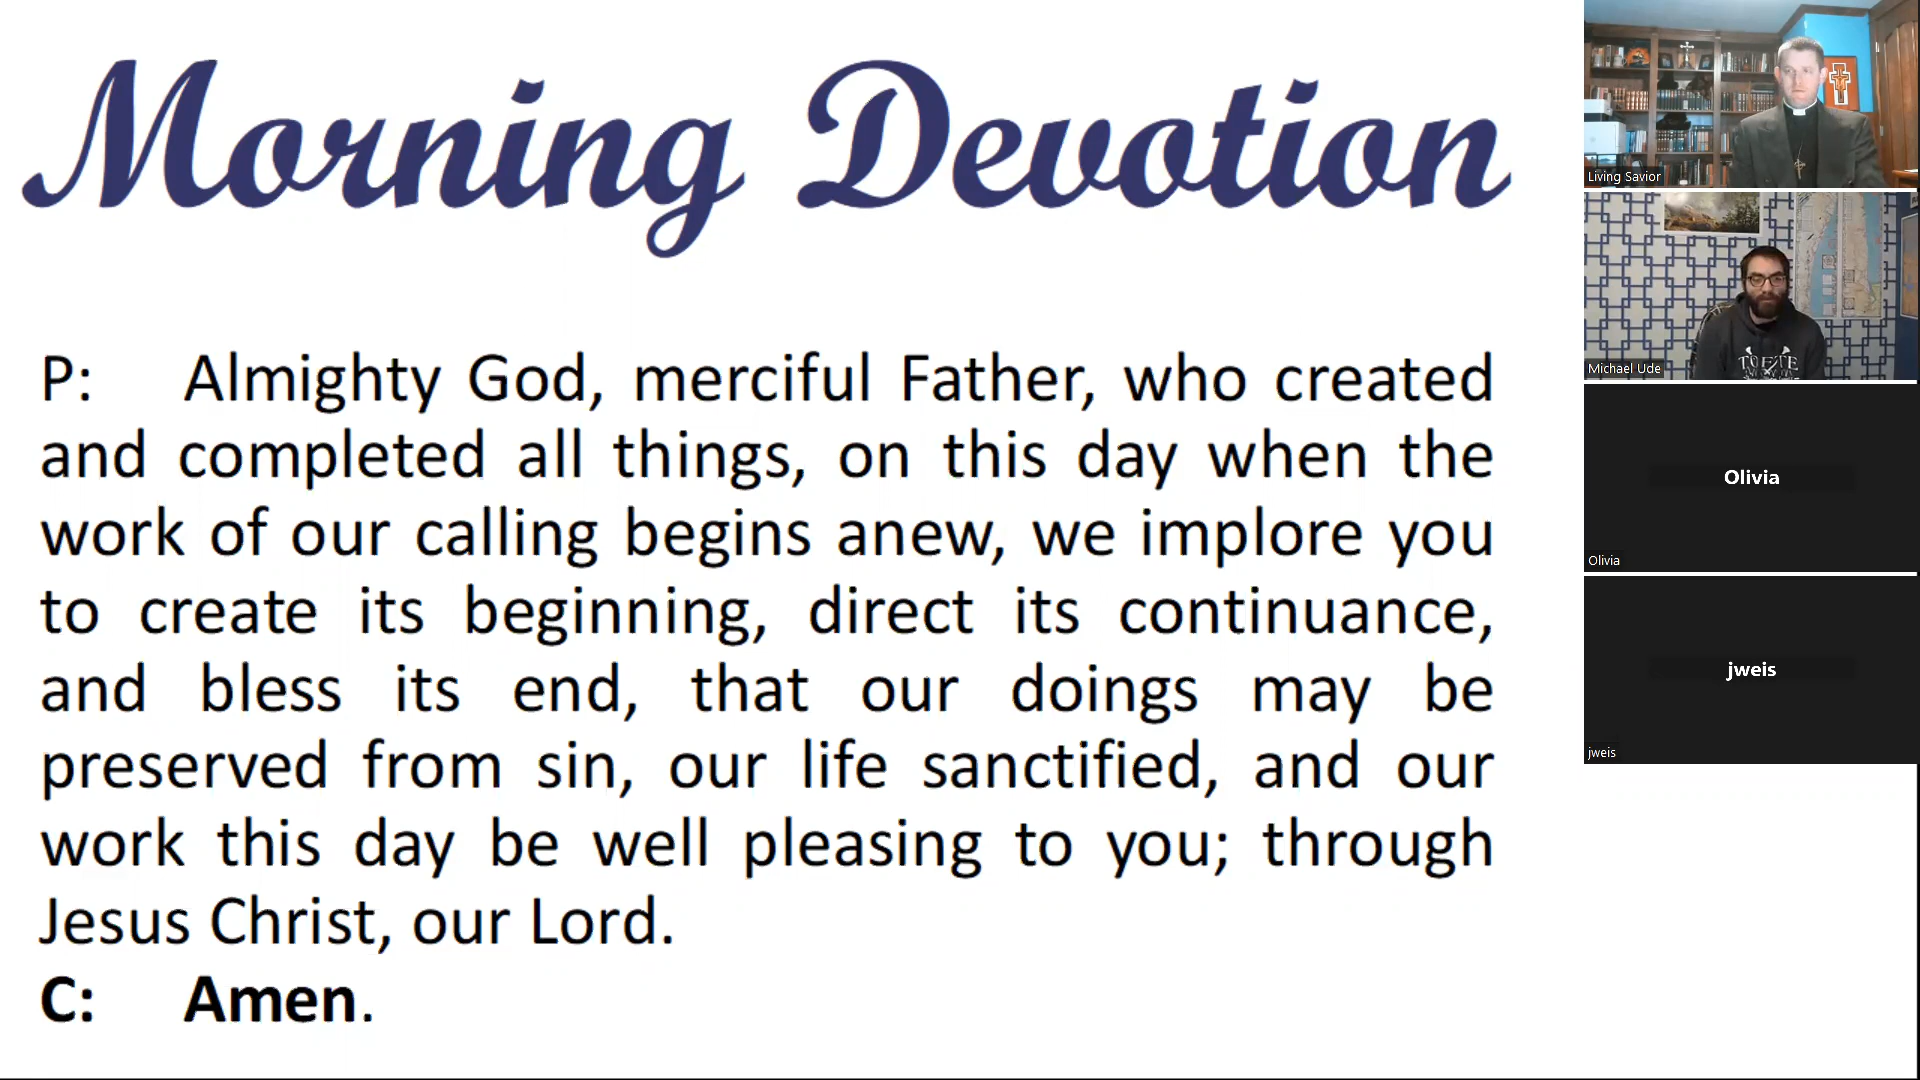 Morning Devotion
P: Almighty God, merciful Father, who created
and completed all things, on this day when the
work of our calling begins anew, we implore you
to create its beginning, direct its continuance,
and bless its end, that our doings may be
preserved from sin, our life sanctified, and our
work this day be well pleasing to you; through
Jesus Christ, our Lord.
C: Amen.
Living Savior
Michael Ude
Olivia
Olivia
jweis
jweis